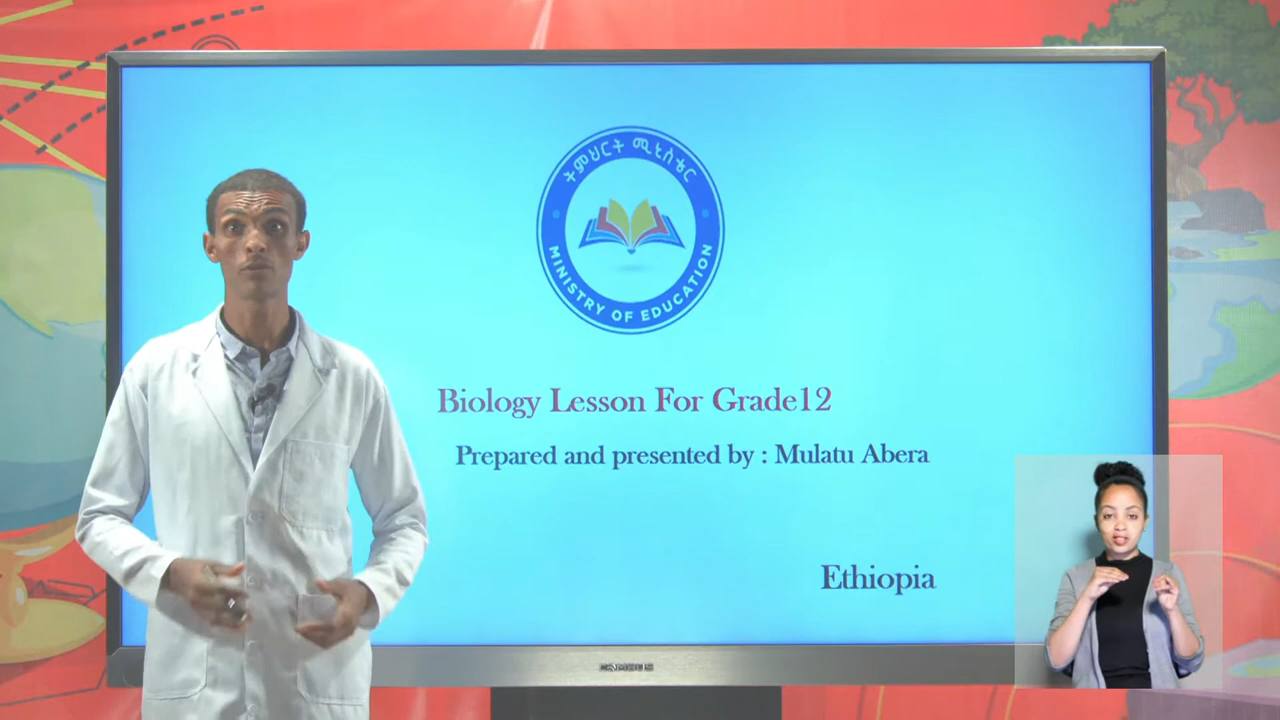 ትምህርት ሚኒስቴር
MINISTRY OF EDUCATION
Biology Lesson For Grade12
Prepared and presented by : Mulatu Abera
Ethiopia